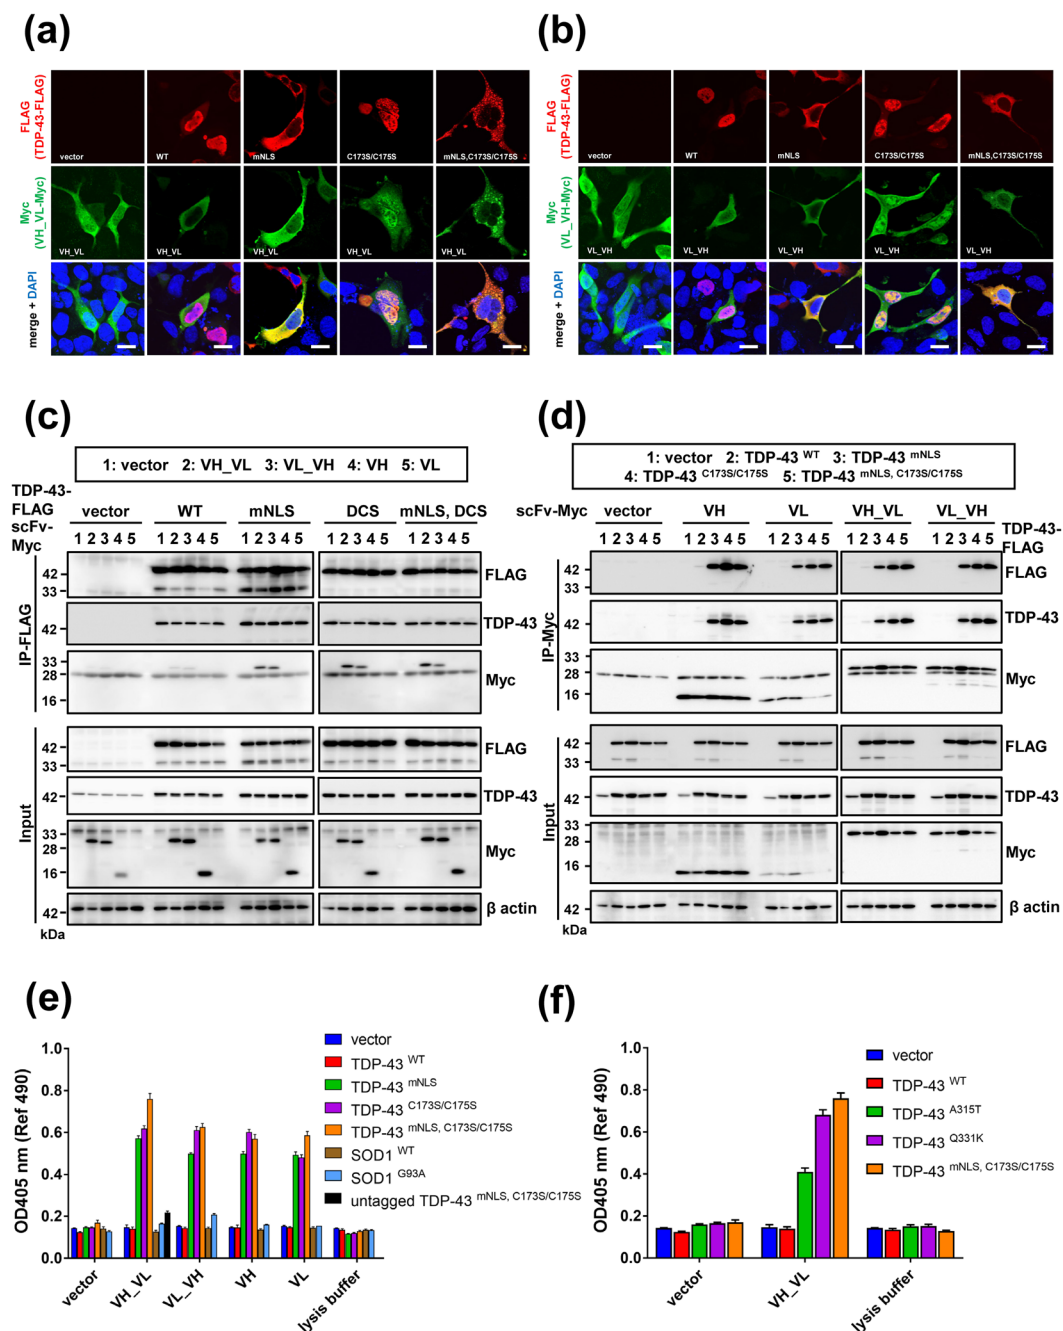 (a)
FLAG
(TDP-43-FLAG)
vector
WT
mNLS
C173S/C175S
mNLS,C173S/C175S
Myc
(VH_VL-Myc)
VH_VL
VH_VL
VH_VL
VH_VL
VH_VL
merge + DAPI
(b)
FLAG
(TDP-43-FLAG)
vector
WT
mNLS
C173S/C175S
mNLS,C173S/C175S
Myc
(VL_VH-Myc)
VL_VH
VL_VH
VL_VH
VL_VH
VL_VH
merge + DAPI
(c)
1: vector 2: VH_VL 3: VL_VH 4: VH 5: VL
TDP-43-
FLAG
scFv-
Myc
vector WT mNLS DCS mNLS, DCS
1 2 3 4 5 1 2 3 4 5 1 2 3 4 5 1 2 3 4 5 1 2 3 4 5
IP-FLAG
42
33
FLAG
42
TDP-43
33
28
16
Myc
Input
42
33
FLAG
42
TDP-43
33
28
16
Myc
42
β actin
kDa
(d)
1: vector 2: TDP-43 WT 3: TDP-43 mNLS
4: TDP-43 C173S/C175S 5: TDP-43 mNLS, C173S/C175S
scFv-Myc vector VH VL VH_VL VL_VH
1 2 3 4 5 1 2 3 4 5 1 2 3 4 5 1 2 3 4 5 1 2 3 4 5
TDP-43-
FLAG
IP-Myc
42
33
FLAG
42
TDP-43
33
28
16
Myc
Input
42
33
FLAG
42
TDP-43
33
28
16
Myc
42
β actin
kDa
(e)
OD405 nm (Ref 490)
1.0
0.8
0.6
0.4
0.2
0.0
vector
VH_VL
VL_VH
VH
VL
lysis buffer
vector
TDP-43 WT
TDP-43 mNLS
TDP-43 C173S/C175S
TDP-43 mNLS, C173S/C175S
SOD1 WT
SOD1 G93A
untagged TDP-43 mNLS, C173S/C175S
(f)
OD405 nm (Ref 490)
1.0
0.8
0.6
0.4
0.2
0.0
vector
VH_VL
lysis buffer
vector
TDP-43 WT
TDP-43 A315T
TDP-43 Q331K
TDP-43 mNLS, C173S/C175S